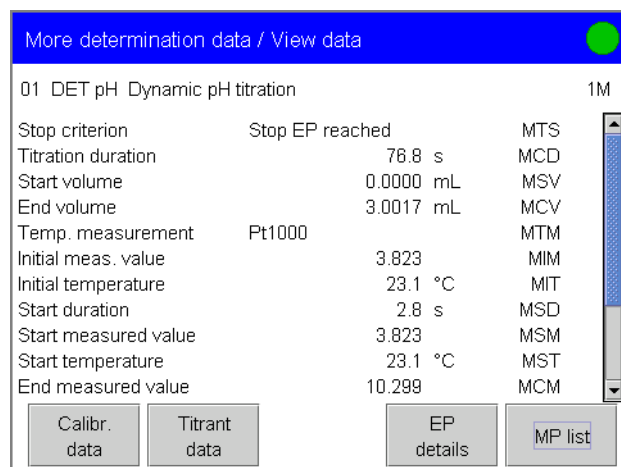 More determination data / View data
01 DET pH Dynamic pH titration 1M
Stop criterion Stop EP reached MTS
Titration duration 76.8 s MCD
Start volume 0.0000 mL MSV
End volume 3.0017 mL MCV
Temp. measurement Pt1000 MTM
Initial meas. value 3.823 MIM
Initial temperature 23.1 °C MIT
Start duration 2.8 s MSD
Start measured value 3.823 MSM
Start temperature 23.1 °C MST
End measured value 10.299 MCM
Calibr. data
Titrant data
EP details
MP list